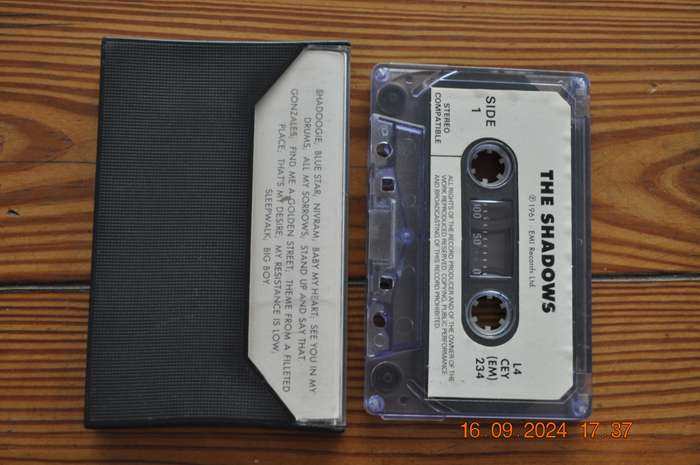 SHADOOGIE, BLUE STAR, NIVRAM, BABY MY HEART, SEE YOU IN MY
DRUMS, ALL MY SORROWS, STAND UP AND SAY THAT.
GONZALES, FIND ME A GOLDEN STREET, THEME FROM A FILLETED
PLACE, THAT'S MY DESIRE, MY RESISTANCE IS LOW,
SLEEPWALK, BIG BOY.
THE SHADOWS
℗ 1961 EMI Records Ltd.
SIDE
1
STEREO
COMPATIBLE
100 50 0
L4
CEY
(EM)
234
ALL RIGHTS OF THE RECORD PRODUCER AND OF THE OWNER OF THE
WORK REPRODUCED RESERVED. COPYING, PUBLIC PERFORMANCE
AND BROADCASTING OF THIS RECORD PROHIBITED.
16.09.2024 17:37